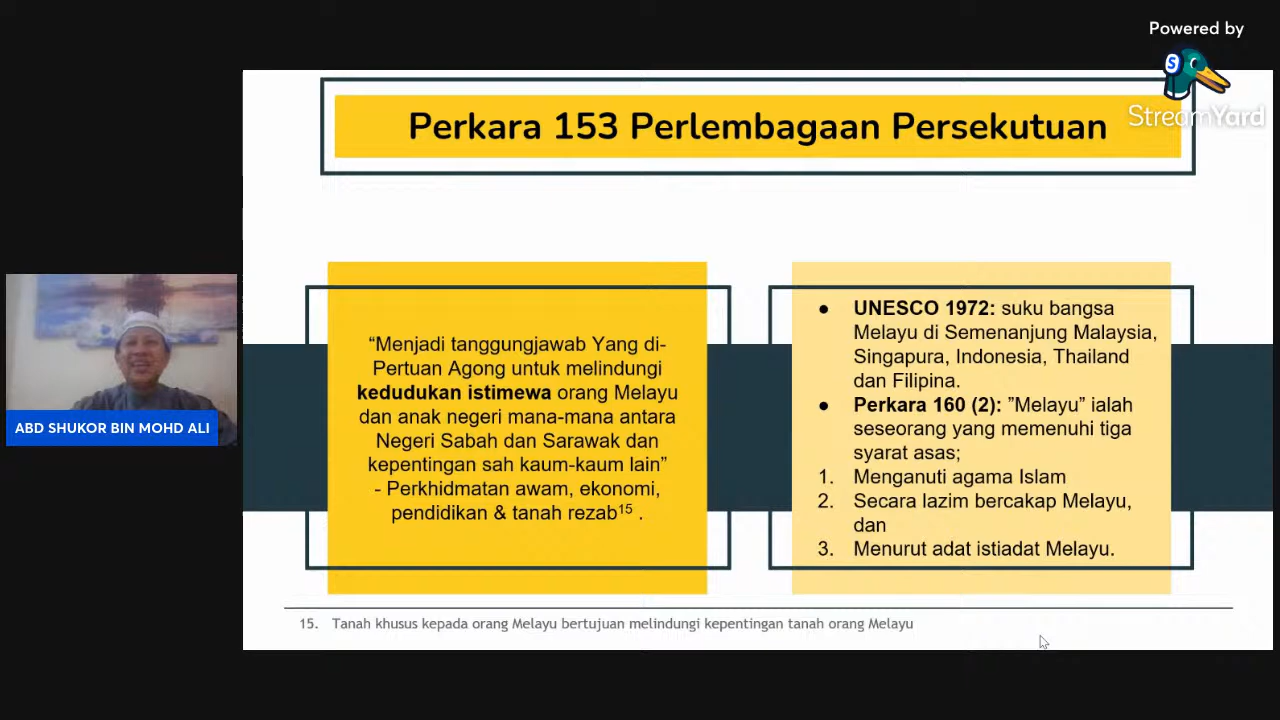 Powered by
StreamYard
Perkara 153 Perlembagaan Persekutuan
“Menjadi tanggungjawab Yang di-
Pertuan Agong untuk melindungi
kedudukan istimewa orang Melayu
dan anak negeri mana-mana antara
Negeri Sabah dan Sarawak dan
kepentingan sah kaum-kaum lain”
- Perkhidmatan awam, ekonomi,
pendidikan & tanah rezab¹⁵ .
● UNESCO 1972: suku bangsa
Melayu di Semenanjung Malaysia,
Singapura, Indonesia, Thailand
dan Filipina.
● Perkara 160 (2): ”Melayu” ialah
seseorang yang memenuhi tiga
syarat asas;
1. Menganuti agama Islam
2. Secara lazim bercakap Melayu,
dan
3. Menurut adat istiadat Melayu.
15. Tanah khusus kepada orang Melayu bertujuan melindungi kepentingan tanah orang Melayu
ABD SHUKOR BIN MOHD ALI